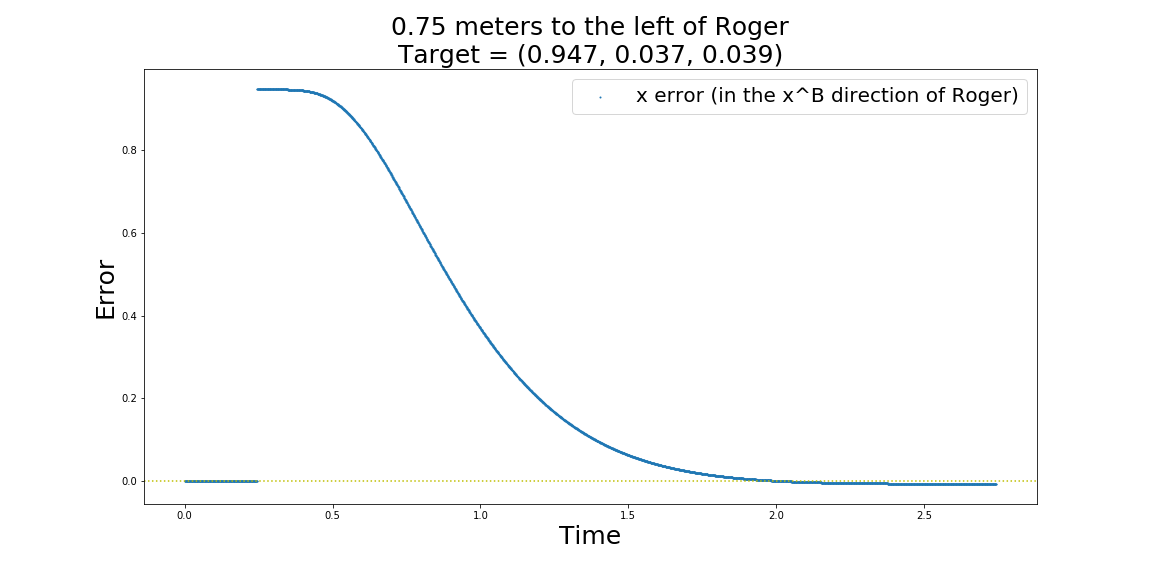 0.75 meters to the left of Roger
Target = (0.947, 0.037, 0.039)
x error (in the x^B direction of Roger)
Error
0.8
0.6
0.4
0.2
0.0
0.0 0.5 1.0 1.5 2.0 2.5
Time